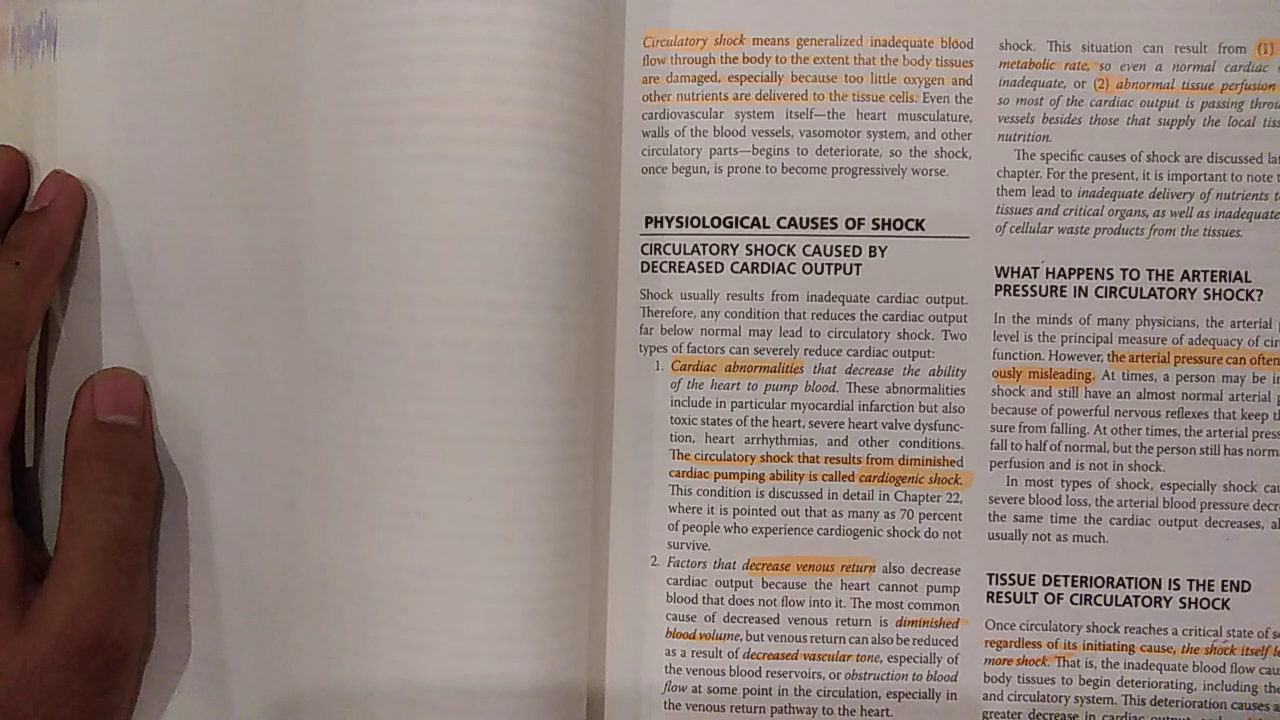 Circulatory shock means generalized inadequate blood
flow through the body to the extent that the body tissues
are damaged, especially because too little oxygen and
other nutrients are delivered to the tissue cells. Even the
cardiovascular system itself—the heart musculature,
walls of the blood vessels, vasomotor system, and other
circulatory parts—begins to deteriorate, so the shock,
once begun, is prone to become progressively worse.
PHYSIOLOGICAL CAUSES OF SHOCK
CIRCULATORY SHOCK CAUSED BY
DECREASED CARDIAC OUTPUT
Shock usually results from inadequate cardiac output.
Therefore, any condition that reduces the cardiac output
far below normal may lead to circulatory shock. Two
types of factors can severely reduce cardiac output:
1. Cardiac abnormalities that decrease the ability
of the heart to pump blood. These abnormalities
include in particular myocardial infarction but also
toxic states of the heart, severe heart valve dysfunc-
tion, heart arrhythmias, and other conditions.
The circulatory shock that results from diminished
cardiac pumping ability is called cardiogenic shock.
This condition is discussed in detail in Chapter 22,
where it is pointed out that as many as 70 percent
of people who experience cardiogenic shock do not
survive.
2. Factors that decrease venous return also decrease
cardiac output because the heart cannot pump
blood that does not flow into it. The most common
cause of decreased venous return is diminished
blood volume, but venous return can also be reduced
as a result of decreased vascular tone, especially of
the venous blood reservoirs, or obstruction to blood
flow at some point in the circulation, especially in
the venous return pathway to the heart.
shock. This situation can result from (1)
metabolic rate, so even a normal cardiac
inadequate, or (2) abnormal tissue perfusion
so most of the cardiac output is passing
vessels besides those that supply the local
nutrition.
The specific causes of shock are discussed
chapter. For the present, it is important to note
them lead to inadequate delivery of nutrients
tissues and critical organs, as well as inadequate
of cellular waste products from the tissues.
WHAT HAPPENS TO THE ARTERIAL
PRESSURE IN CIRCULATORY SHOCK?
In the minds of many physicians, the arterial
level is the principal measure of adequacy of
function. However, the arterial pressure can often
ously misleading. At times, a person may be
shock and still have an almost normal arterial
because of powerful nervous reflexes that keep
sure from falling. At other times, the arterial
fall to half of normal, but the person still has
perfusion and is not in shock.
In most types of shock, especially shock
severe blood loss, the arterial blood pressure
the same time the cardiac output decreases,
usually not as much.
TISSUE DETERIORATION IS THE END
RESULT OF CIRCULATORY SHOCK
Once circulatory shock reaches a critical state of
regardless of its initiating cause, the shock itself
more shock. That is, the inadequate blood flow
body tissues to begin deteriorating, including
and circulatory system. This deterioration causes
greater decrease in cardiac